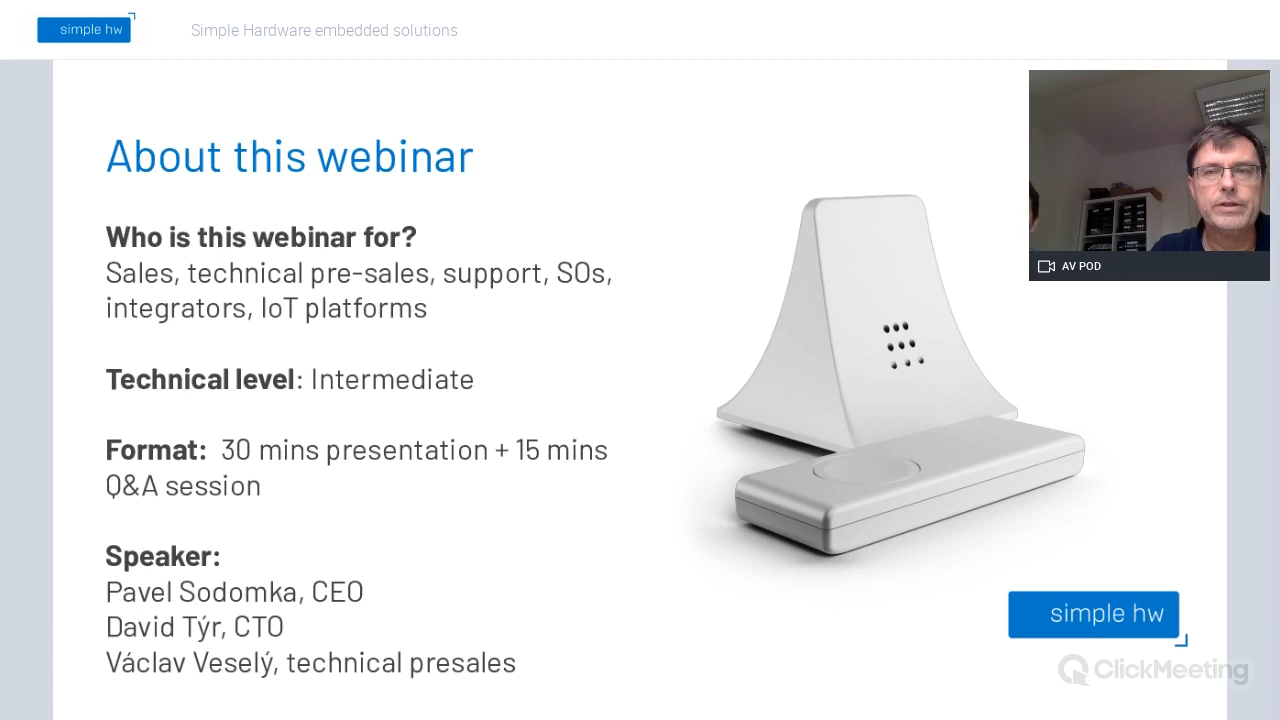 simple hw
Simple Hardware embedded solutions
About this webinar
Who is this webinar for?
Sales, technical pre-sales, support, SOs,
integrators, IoT platforms
Technical level: Intermediate
Format: 30 mins presentation + 15 mins
Q&A session
Speaker:
Pavel Sodomka, CEO
David Týr, CTO
Václav Veselý, technical presales
AV POD
simple hw
ClickMeeting